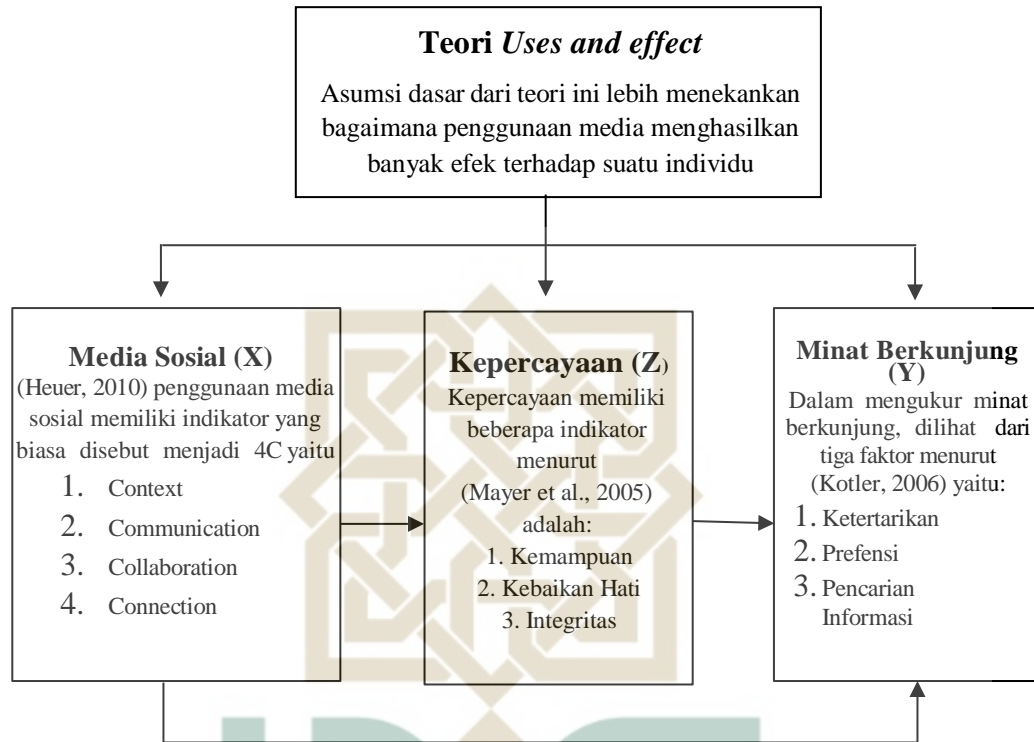 Teori Uses and effect
Asumsi dasar dari teori ini lebih menekankan
bagaimana penggunaan media menghasilkan
banyak efek terhadap suatu individu
Media Sosial (X)
(Heuer, 2010) penggunaan media
sosial memiliki indikator yang
biasa disebut menjadi 4C yaitu
1. Context
2. Communication
3. Collaboration
4. Connection
Kepercayaan (Z)
Kepercayaan memiliki
beberapa indikator
menurut
(Mayer et al., 2005)
adalah:
1. Kemampuan
2. Kebaikan Hati
3. Integritas
Minat Berkunjung
(Y)
Dalam mengukur minat
berkunjung, dilihat dari
tiga faktor menurut
(Kotler, 2006) yaitu:
1. Ketertarikan
2. Prefensi
3. Pencarian
Informasi